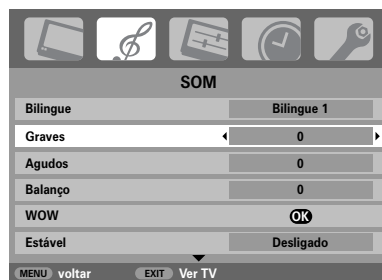 SOM
Bilingue Bilingue 1
Graves 0
Agudos 0
Balanço 0
WOW OK
Estável Desligado
MENU voltar EXIT Ver TV